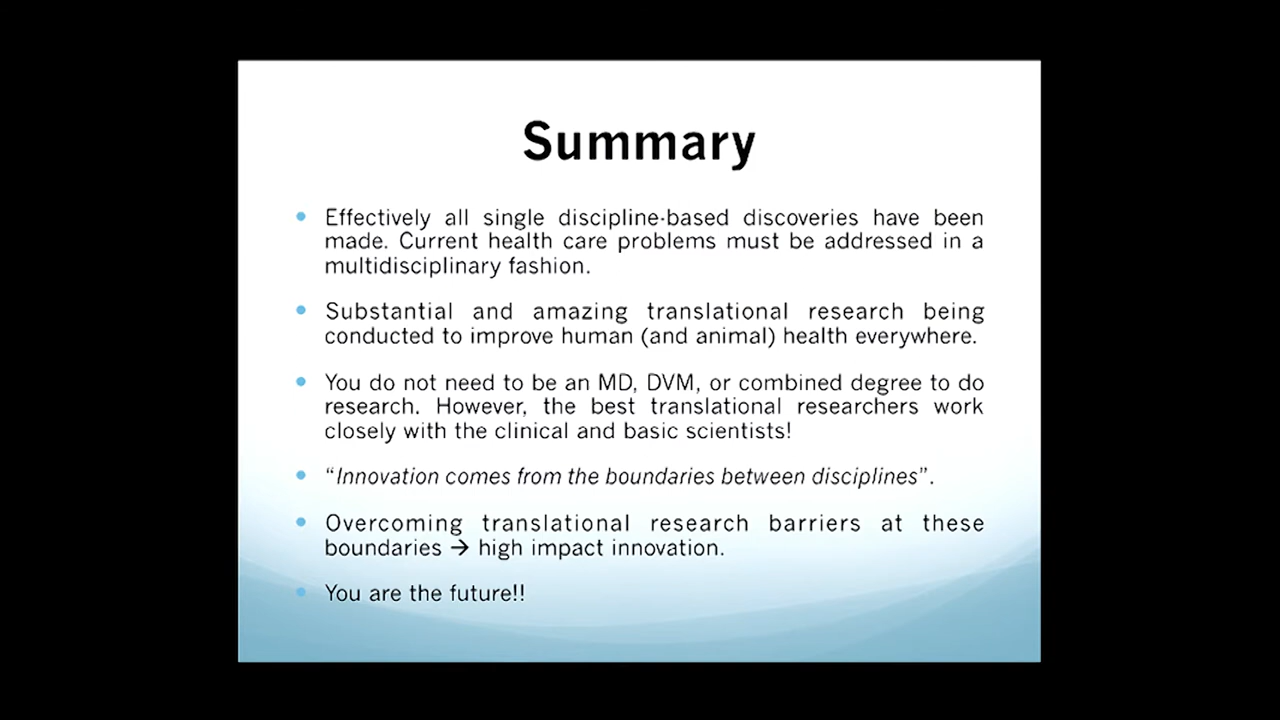 Summary
• Effectively all single discipline-based discoveries have been
made. Current health care problems must be addressed in a
multidisciplinary fashion.
• Substantial and amazing translational research being
conducted to improve human (and animal) health everywhere.
• You do not need to be an MD, DVM, or combined degree to do
research. However, the best translational researchers work
closely with the clinical and basic scientists!
• “Innovation comes from the boundaries between disciplines”.
• Overcoming translational research barriers at these
boundaries → high impact innovation.
• You are the future!!